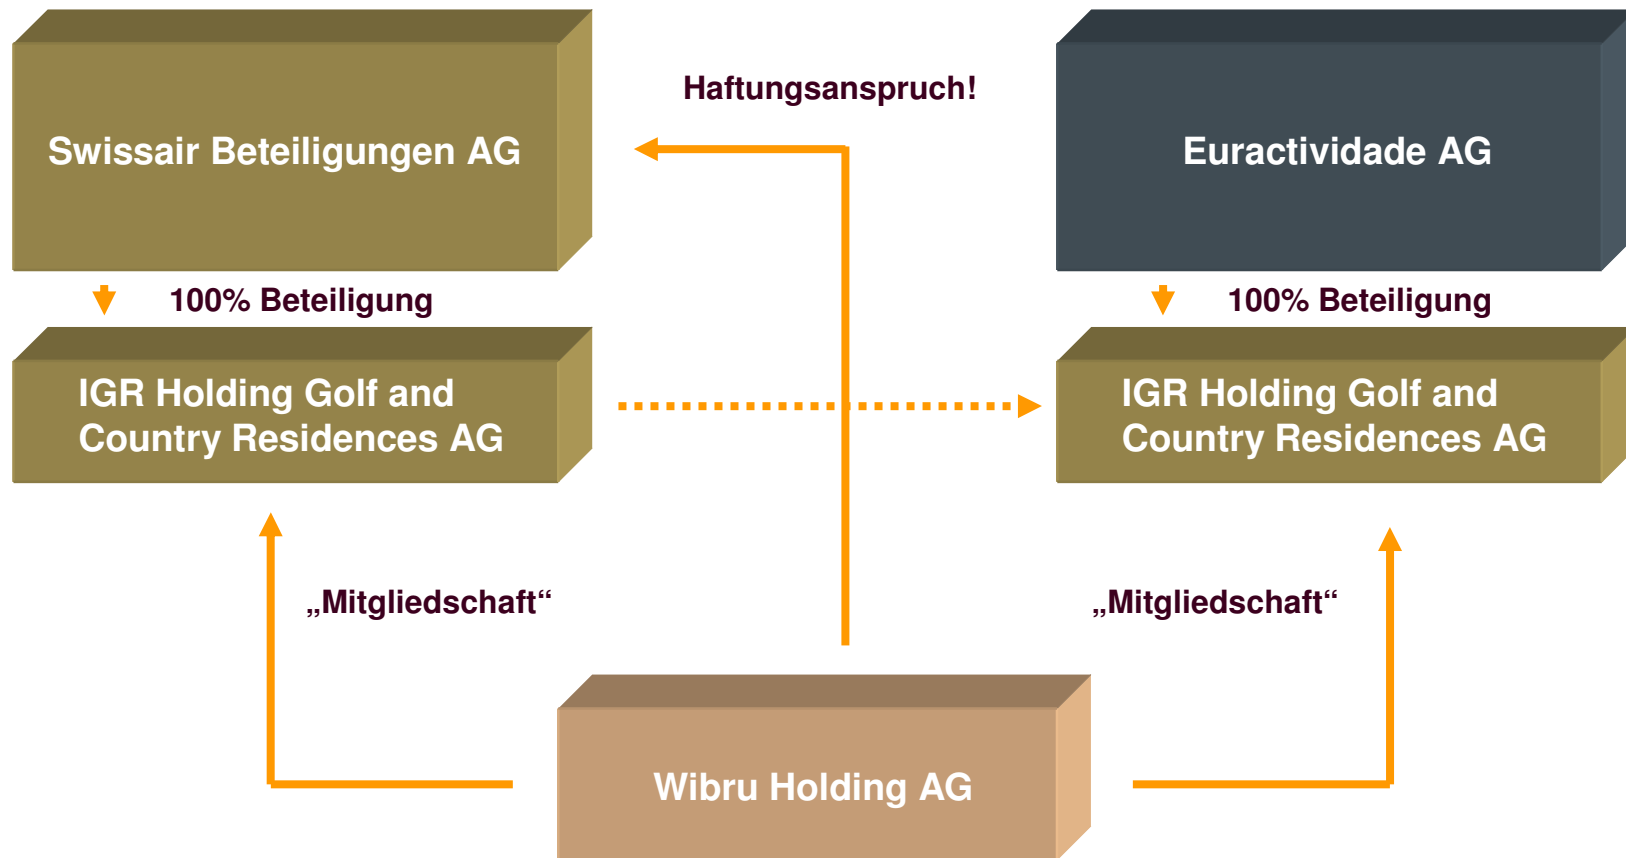 Haftungsanspruch!
Swissair Beteiligungen AG
Euractividade AG
100% Beteiligung
100% Beteiligung
IGR Holding Golf and
Country Residences AG
IGR Holding Golf and
Country Residences AG
„Mitgliedschaft“
„Mitgliedschaft“
Wibru Holding AG